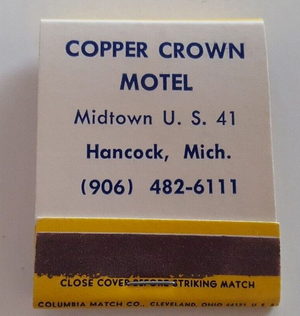 COPPER CROWN
MOTEL
Midtown U. S. 41
Hancock, Mich.
(906) 482-6111
CLOSE COVER BEFORE STRIKING MATCH
COLUMBIA MATCH CO., CLEVELAND, OHIO